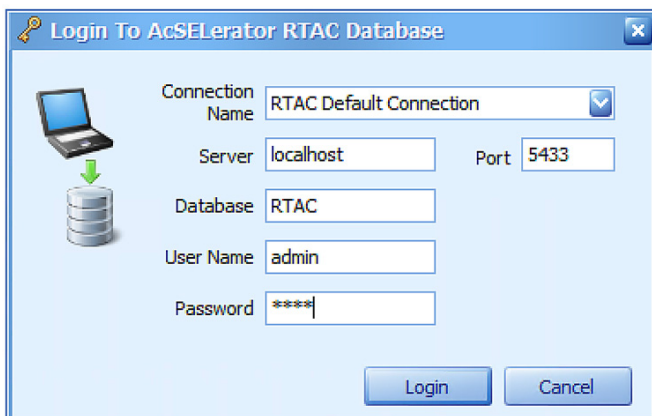 Login To AcSELerator RTAC Database
Connection Name RTAC Default Connection
Server localhost Port 5433
Database RTAC
User Name admin
Password ****
Login Cancel